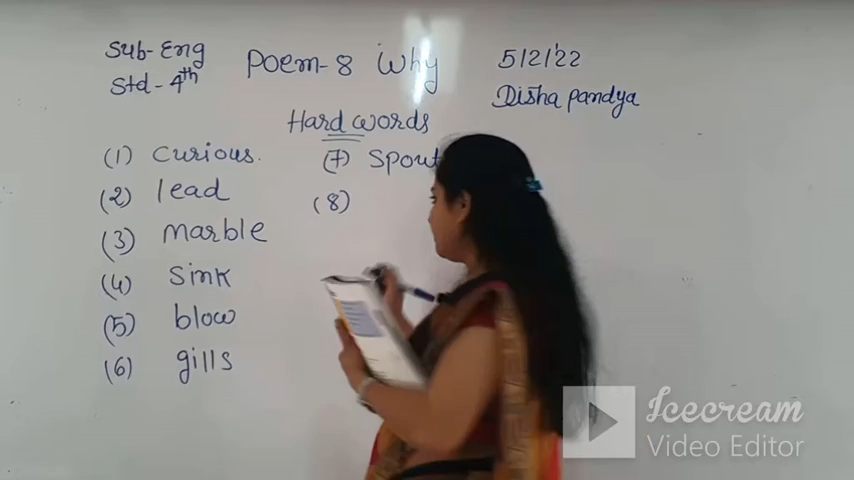 Sub- Eng
Std- 4th
Poem-8 Why
5/2/22
Disha pandya
Hard words
(1) Curious.
(2) lead
(3) marble
(4) Sink
(5) blow
(6) gills
(7) Spout
(8)
Icecream
Video Editor